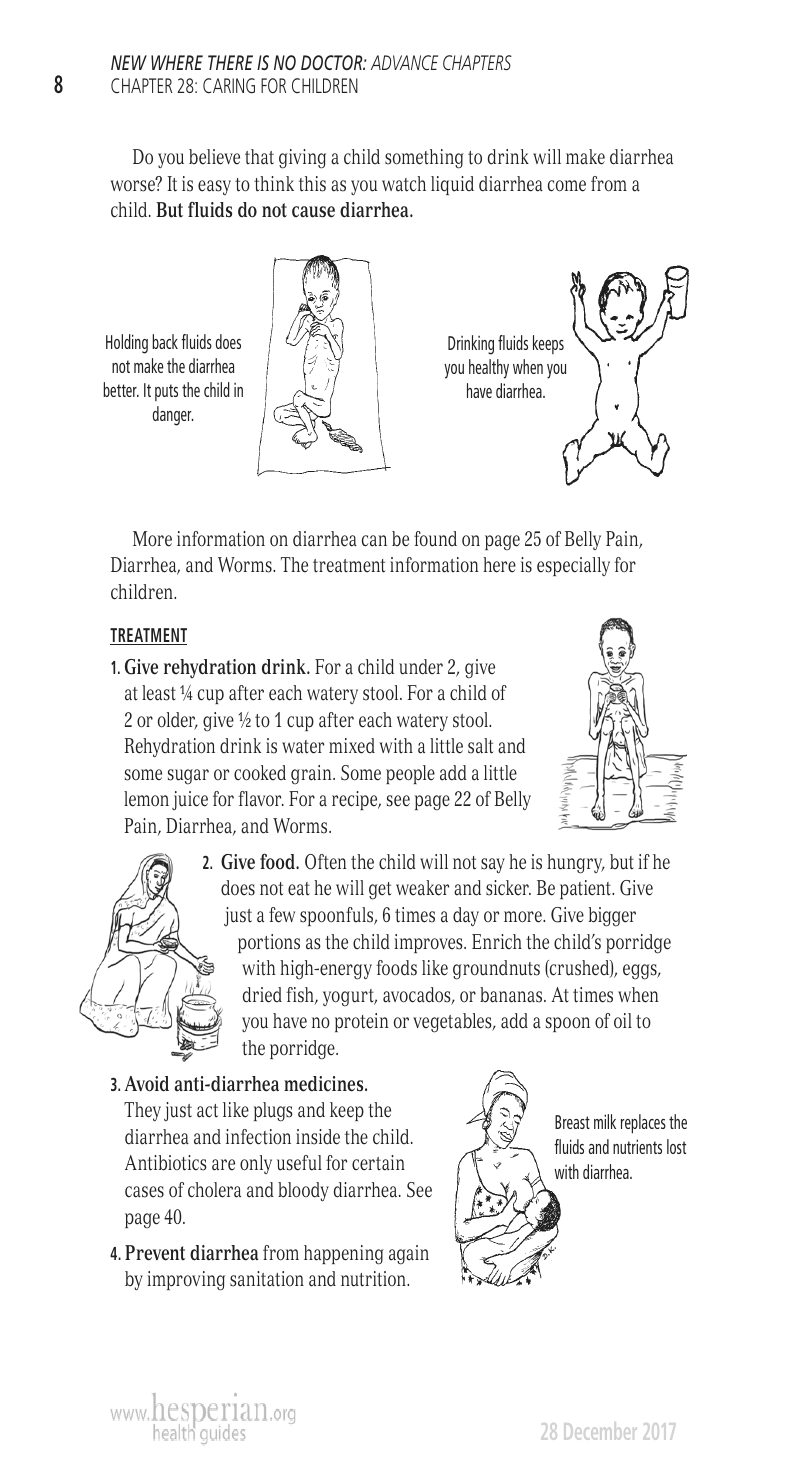 NEW WHERE THERE IS NO DOCTOR: ADVANCE CHAPTERS
8 CHAPTER 28: CARING FOR CHILDREN
Do you believe that giving a child something to drink will make diarrhea
worse? It is easy to think this as you watch liquid diarrhea come from a
child. But fluids do not cause diarrhea.
Holding back fluids does
not make the diarrhea
better. It puts the child in
danger.
Drinking fluids keeps
you healthy when you
have diarrhea.
More information on diarrhea can be found on page 25 of Belly Pain,
Diarrhea, and Worms. The treatment information here is especially for
children.
TREATMENT
1. Give rehydration drink. For a child under 2, give
at least ¼ cup after each watery stool. For a child of
2 or older, give ½ to 1 cup after each watery stool.
Rehydration drink is water mixed with a little salt and
some sugar or cooked grain. Some people add a little
lemon juice for flavor. For a recipe, see page 22 of Belly
Pain, Diarrhea, and Worms.
2. Give food. Often the child will not say he is hungry, but if he
does not eat he will get weaker and sicker. Be patient. Give
just a few spoonfuls, 6 times a day or more. Give bigger
portions as the child improves. Enrich the child’s porridge
with high-energy foods like groundnuts (crushed), eggs,
dried fish, yogurt, avocados, or bananas. At times when
you have no protein or vegetables, add a spoon of oil to
the porridge.
3. Avoid anti-diarrhea medicines.
They just act like plugs and keep the
diarrhea and infection inside the child.
Antibiotics are only useful for certain
cases of cholera and bloody diarrhea. See
page 40.
Breast milk replaces the
fluids and nutrients lost
with diarrhea.
D.K.
4. Prevent diarrhea from happening again
by improving sanitation and nutrition.
www.hesperian.org
health guides
28 December 2017